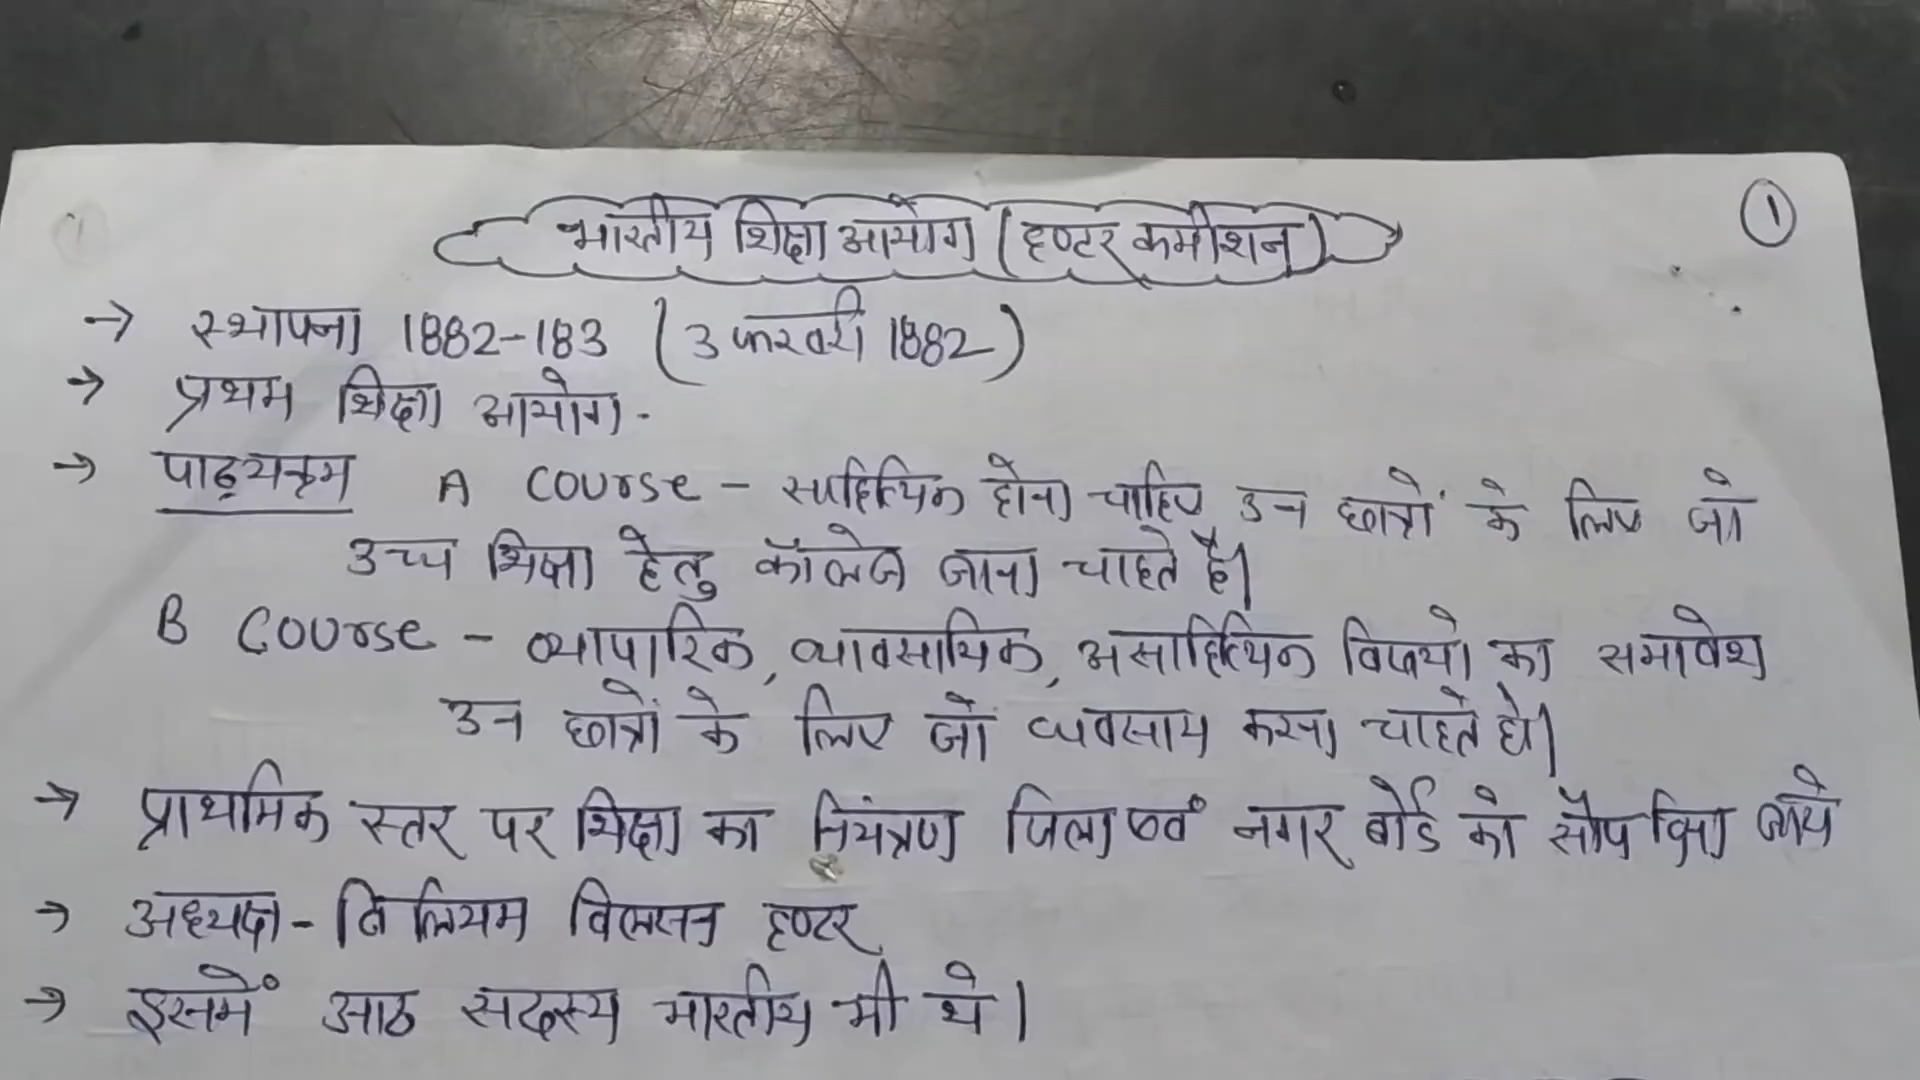 भारतीय शिक्षा आयोग (हण्टर कमीशन)
1
→ स्थापना 1882-183 (3 फरवरी 1882)
→ प्रथम शिक्षा आयोग -
→ पाठ्यक्रम A course - साहित्यिक होना चाहिए उन छात्रों के लिए जो
उच्च शिक्षा हेतु कॉलेज जाना चाहते है।
B Course - व्यापारिक, व्यावसायिक, असाहित्यिक विषयो का समावेश
उन छात्रों के लिए जो व्यवसाय करना चाहते हो।
→ प्राथमिक स्तर पर शिक्षा का नियंत्रण जिला एवं नगर बोर्ड को सौप दिया जाये
→ अध्यक्ष - विलियम विलसन हण्टर
→ इसमें आठ सदस्य भारतीय भी थे।